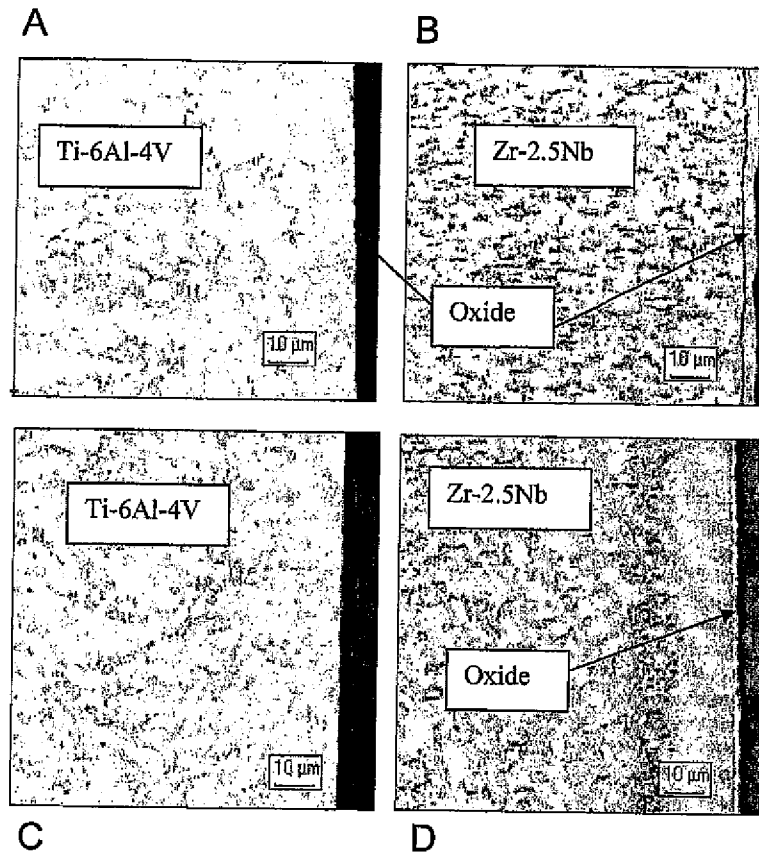 A
B
Ti-6Al-4V
Zr-2.5Nb
Oxide
10 µm
10 µm
Ti-6Al-4V
Zr-2.5Nb
Oxide
10 µm
10 µm
C
D